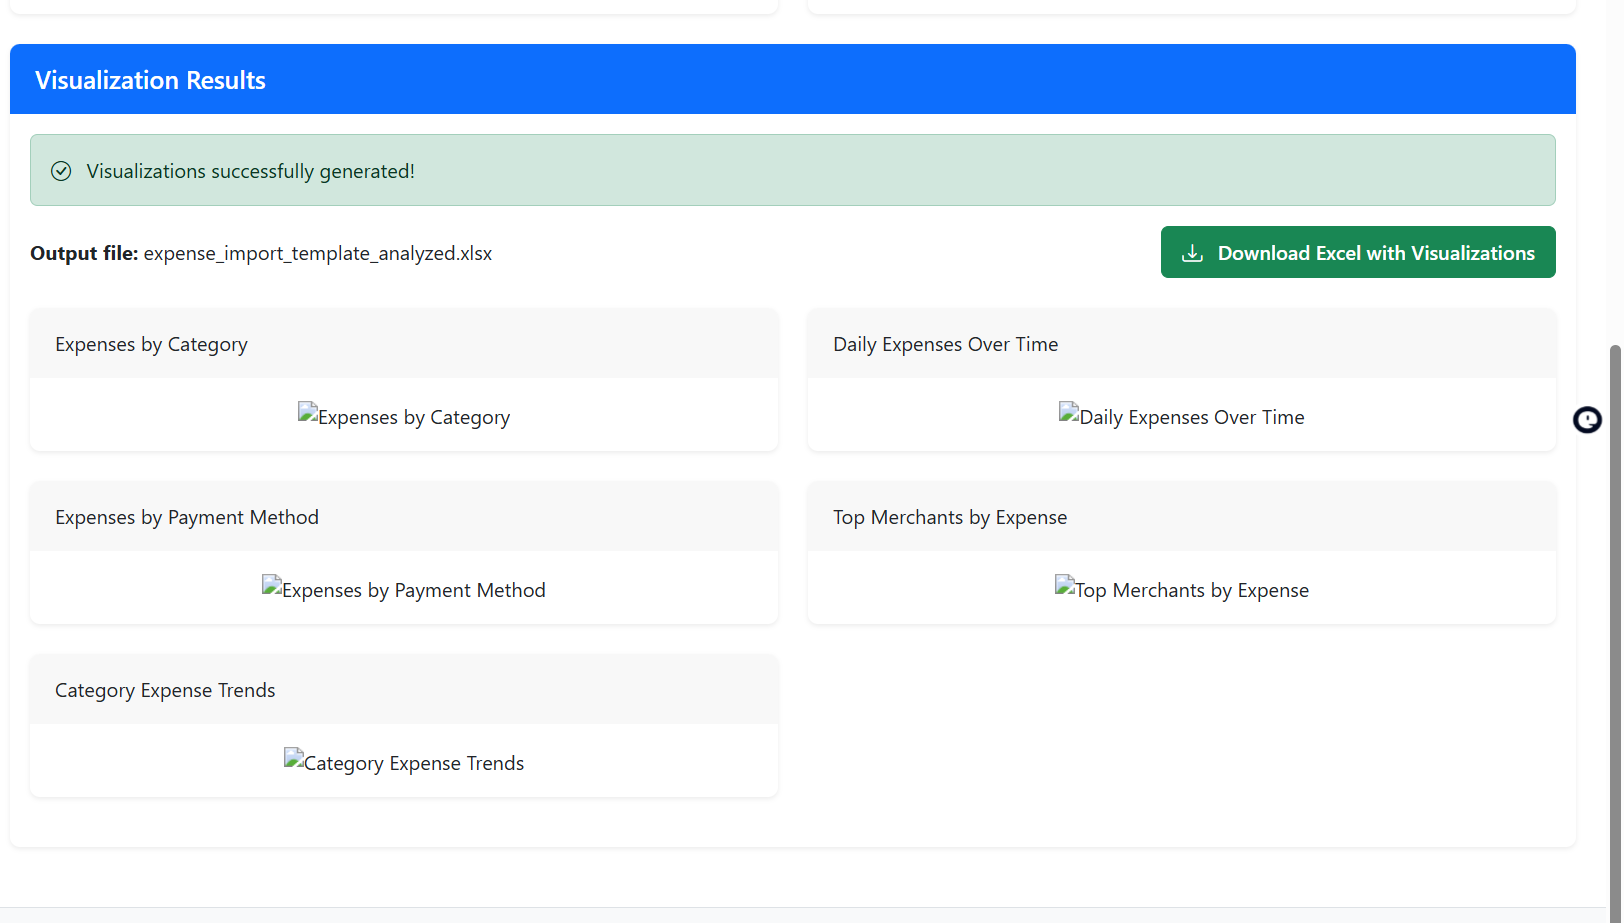 Visualization Results
Visualizations successfully generated!
Output file: expense_import_template_analyzed.xlsx
Download Excel with Visualizations
Expenses by Category
Daily Expenses Over Time
Expenses by Category
Daily Expenses Over Time
Expenses by Payment Method
Top Merchants by Expense
Expenses by Payment Method
Top Merchants by Expense
Category Expense Trends
Category Expense Trends